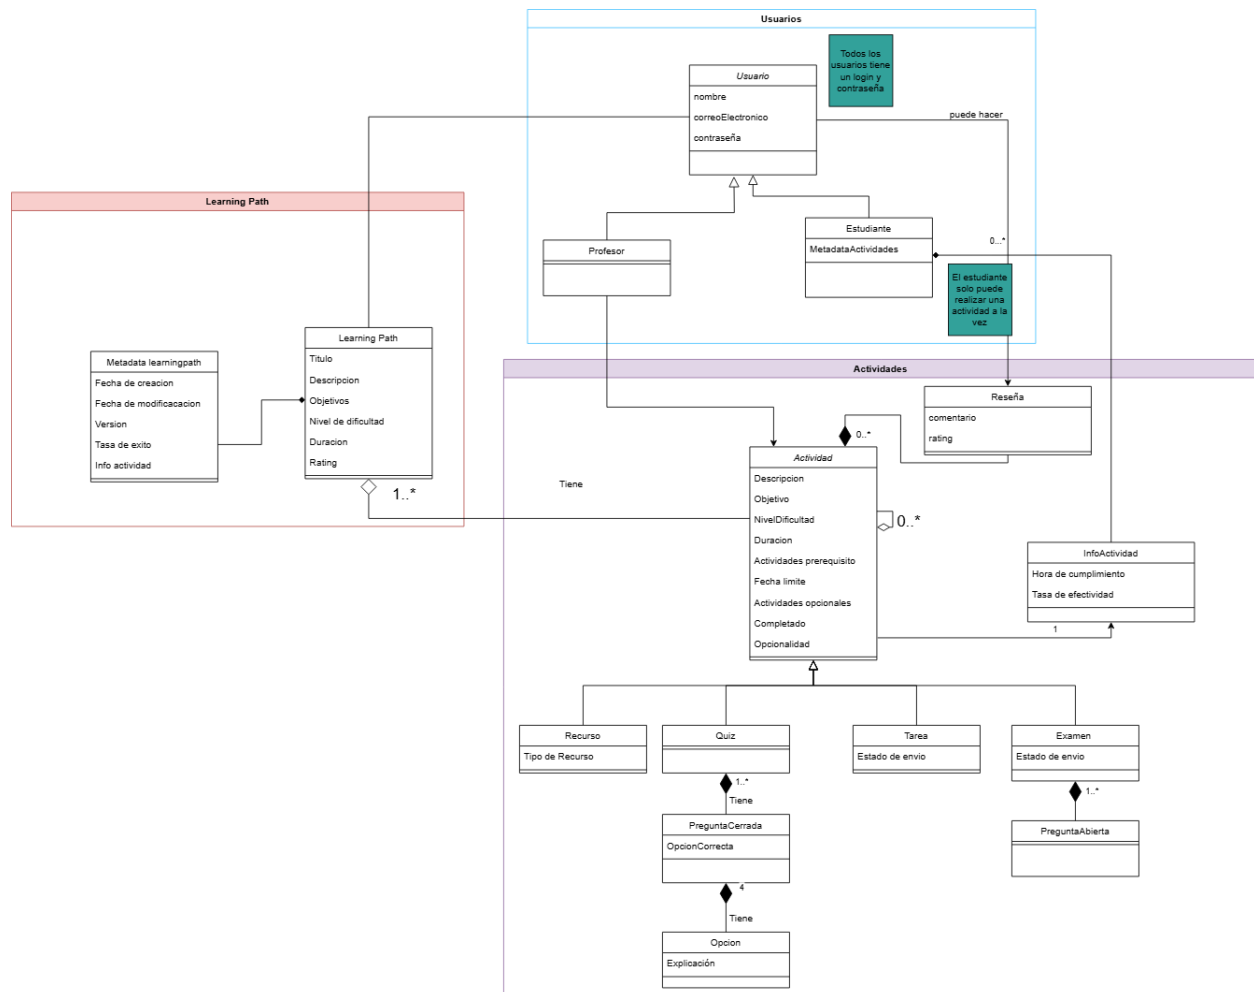 Usuarios
Todos los
usuarios tiene
un login y
contraseña
Usuario
nombre
correoElectronico
contraseña
puede hacer
Learning Path
Estudiante
MetadataActividades
0...*
Profesor
El estudiante
solo puede
realizar una
actividad a la
vez
Learning Path
Titulo
Descripcion
Objetivos
Nivel de dificultad
Duracion
Rating
Metadata learningpath
Fecha de creacion
Fecha de modificacacion
Version
Tasa de exito
Info actividad
1..*
Tiene
Actividades
Reseña
comentario
rating
0..*
Actividad
Descripcion
Objetivo
NivelDificultad
Duracion
Actividades prerequisito
Fecha limite
Actividades opcionales
Completado
Opcionalidad
0..*
InfoActividad
Hora de cumplimiento
Tasa de efectividad
1
Recurso
Tipo de Recurso
Quiz
Tarea
Estado de envio
Examen
Estado de envio
1..*
Tiene
1..*
PreguntaCerrada
OpcionCorrecta
PreguntaAbierta
4
Tiene
Opcion
Explicación